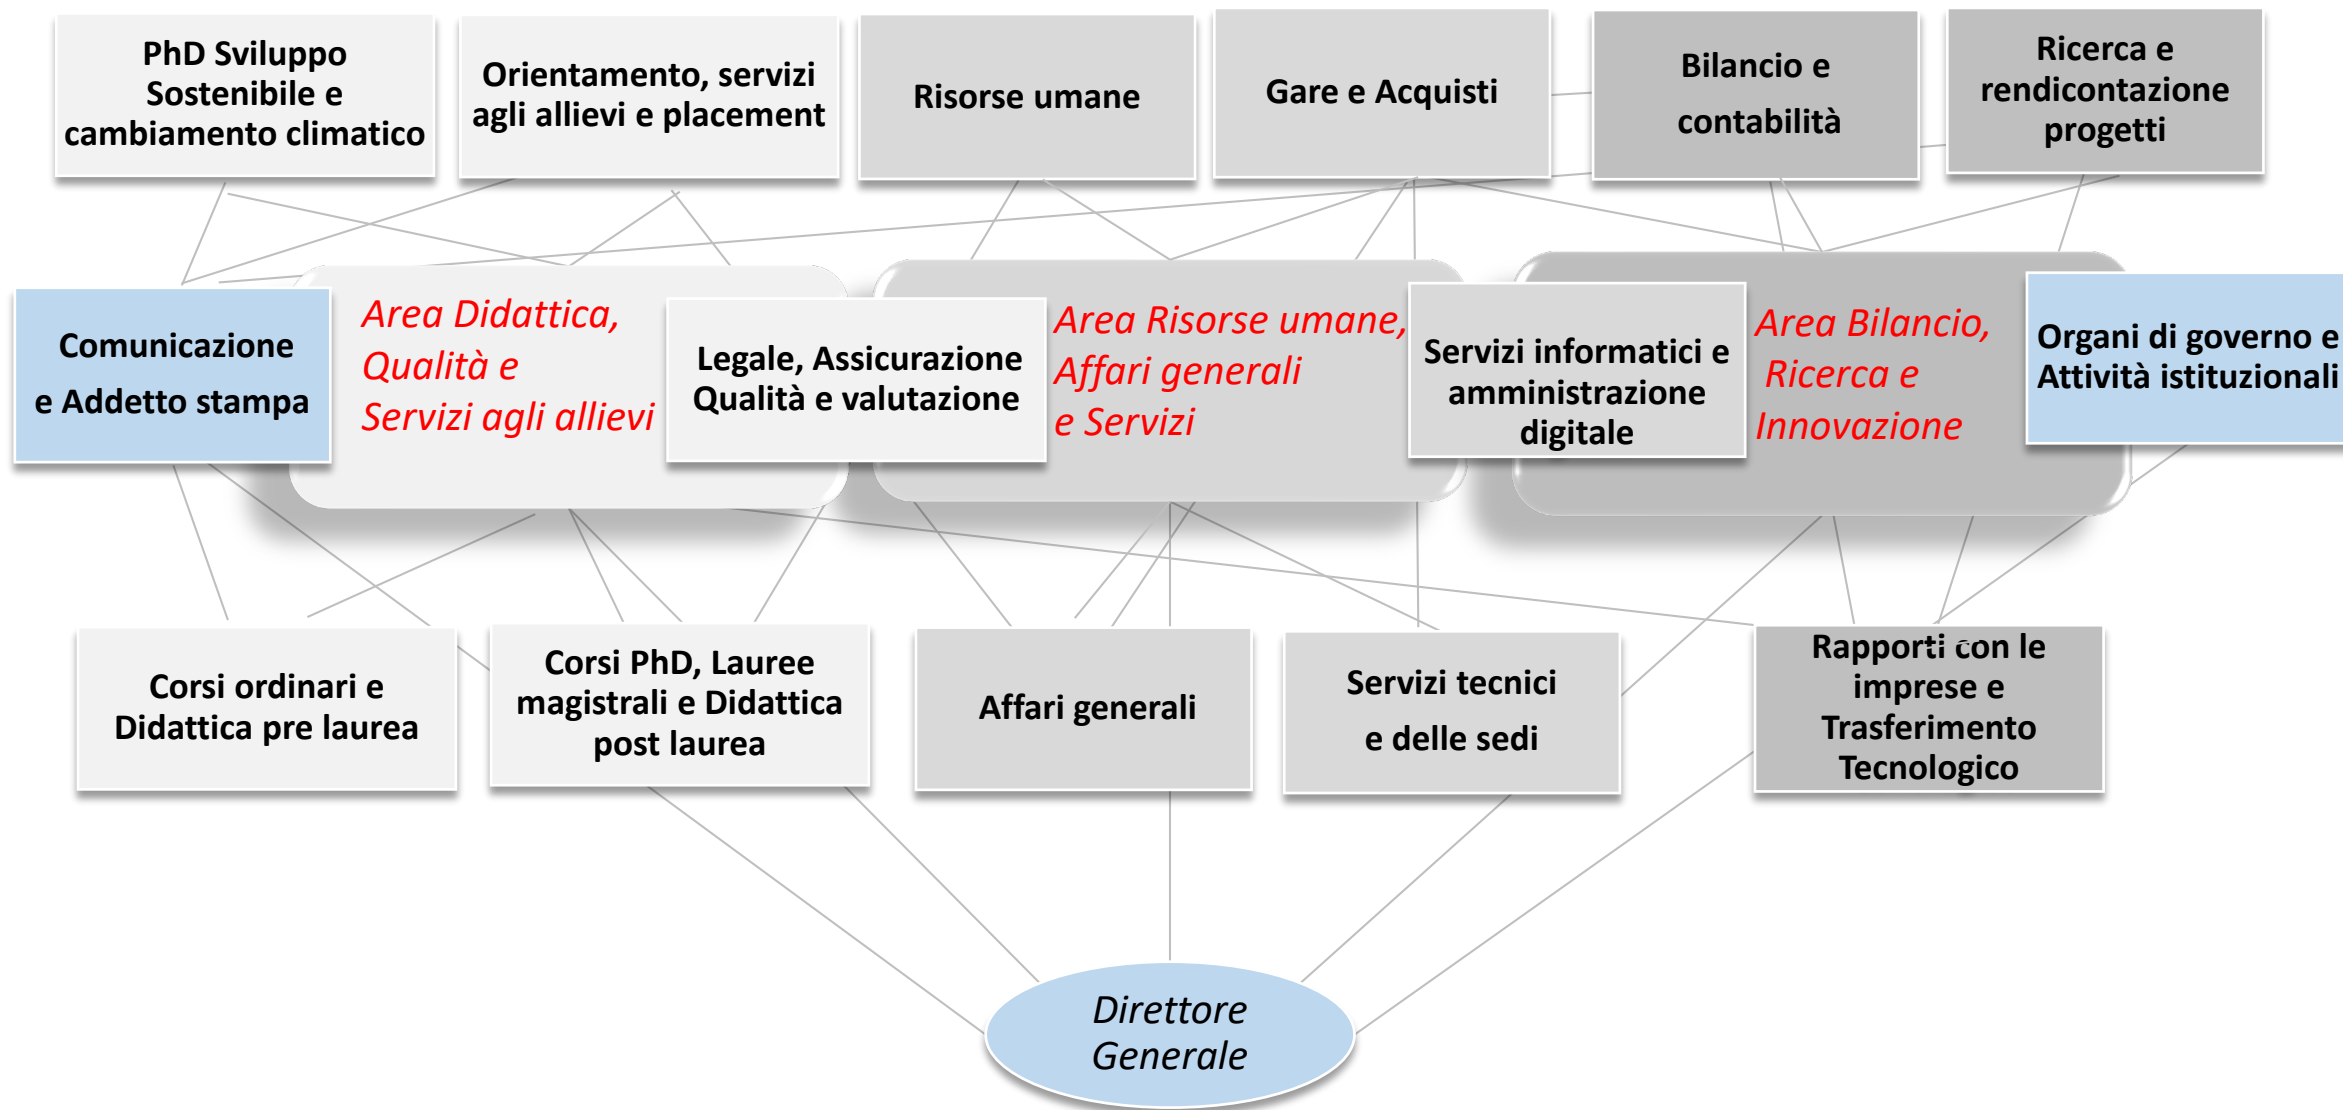 PhD Sviluppo
Sostenibile e
cambiamento climatico
Orientamento, servizi
agli allievi e placement
Risorse umane
Gare e Acquisti
Bilancio e
contabilità
Ricerca e
rendicontazione
progetti
Comunicazione
e Addetto stampa
Area Didattica,
Qualità e
Servizi agli allievi
Legale, Assicurazione
Qualità e valutazione
Area Risorse umane,
Affari generali
e Servizi
Servizi informatici e
amministrazione
digitale
Area Bilancio,
Ricerca e
Innovazione
Organi di governo e
Attività istituzionali
Corsi ordinari e
Didattica pre laurea
Corsi PhD, Lauree
magistrali e Didattica
post laurea
Affari generali
Servizi tecnici
e delle sedi
Rapporti con le
imprese e
Trasferimento
Tecnologico
Direttore
Generale